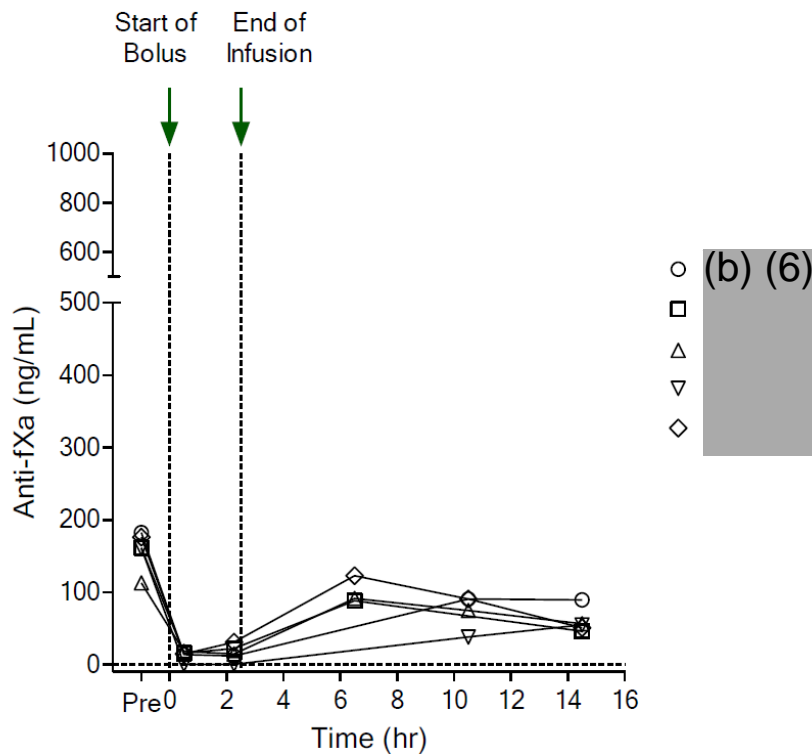 Start of
Bolus
End of
Infusion
1000
800
600
500
400
300
200
100
0
Anti-fXa (ng/mL)
Pre 0 2 4 6 8 10 12 14 16
Time (hr)
(b) (6)